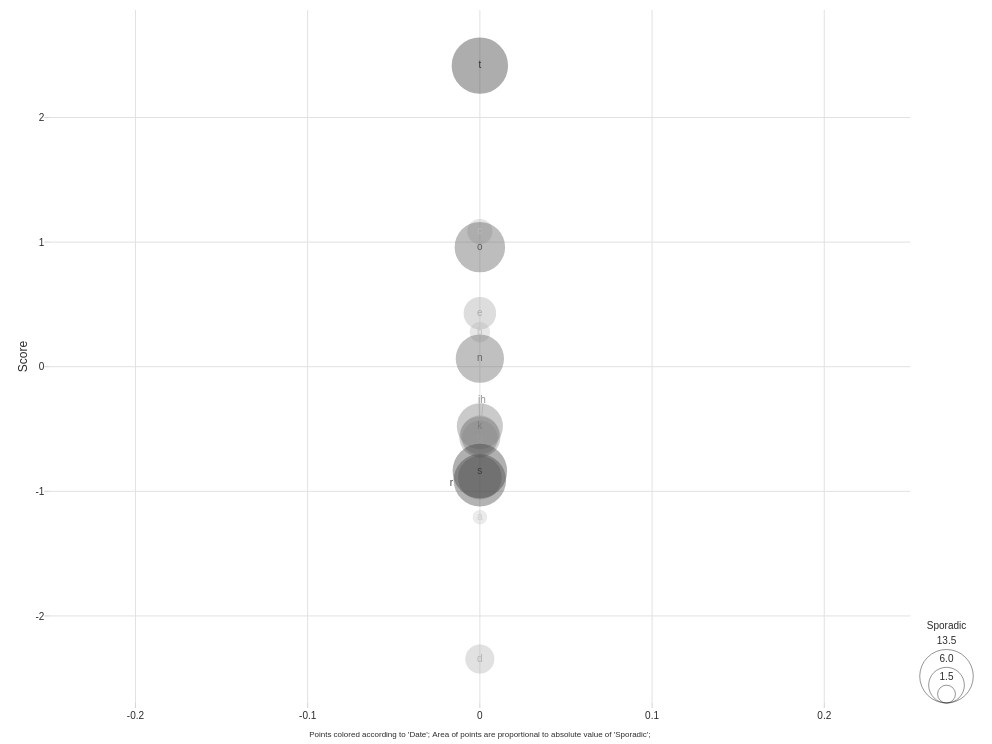 t
2
1
o
e
n
Score
0
jh
k
s
r
-1
a
-2
Sporadic
13.5
6.0
1.5
d
-0.2
-0.1
0
0.1
0.2
Points colored according to 'Date'; Area of points are proportional to absolute value of 'Sporadic';